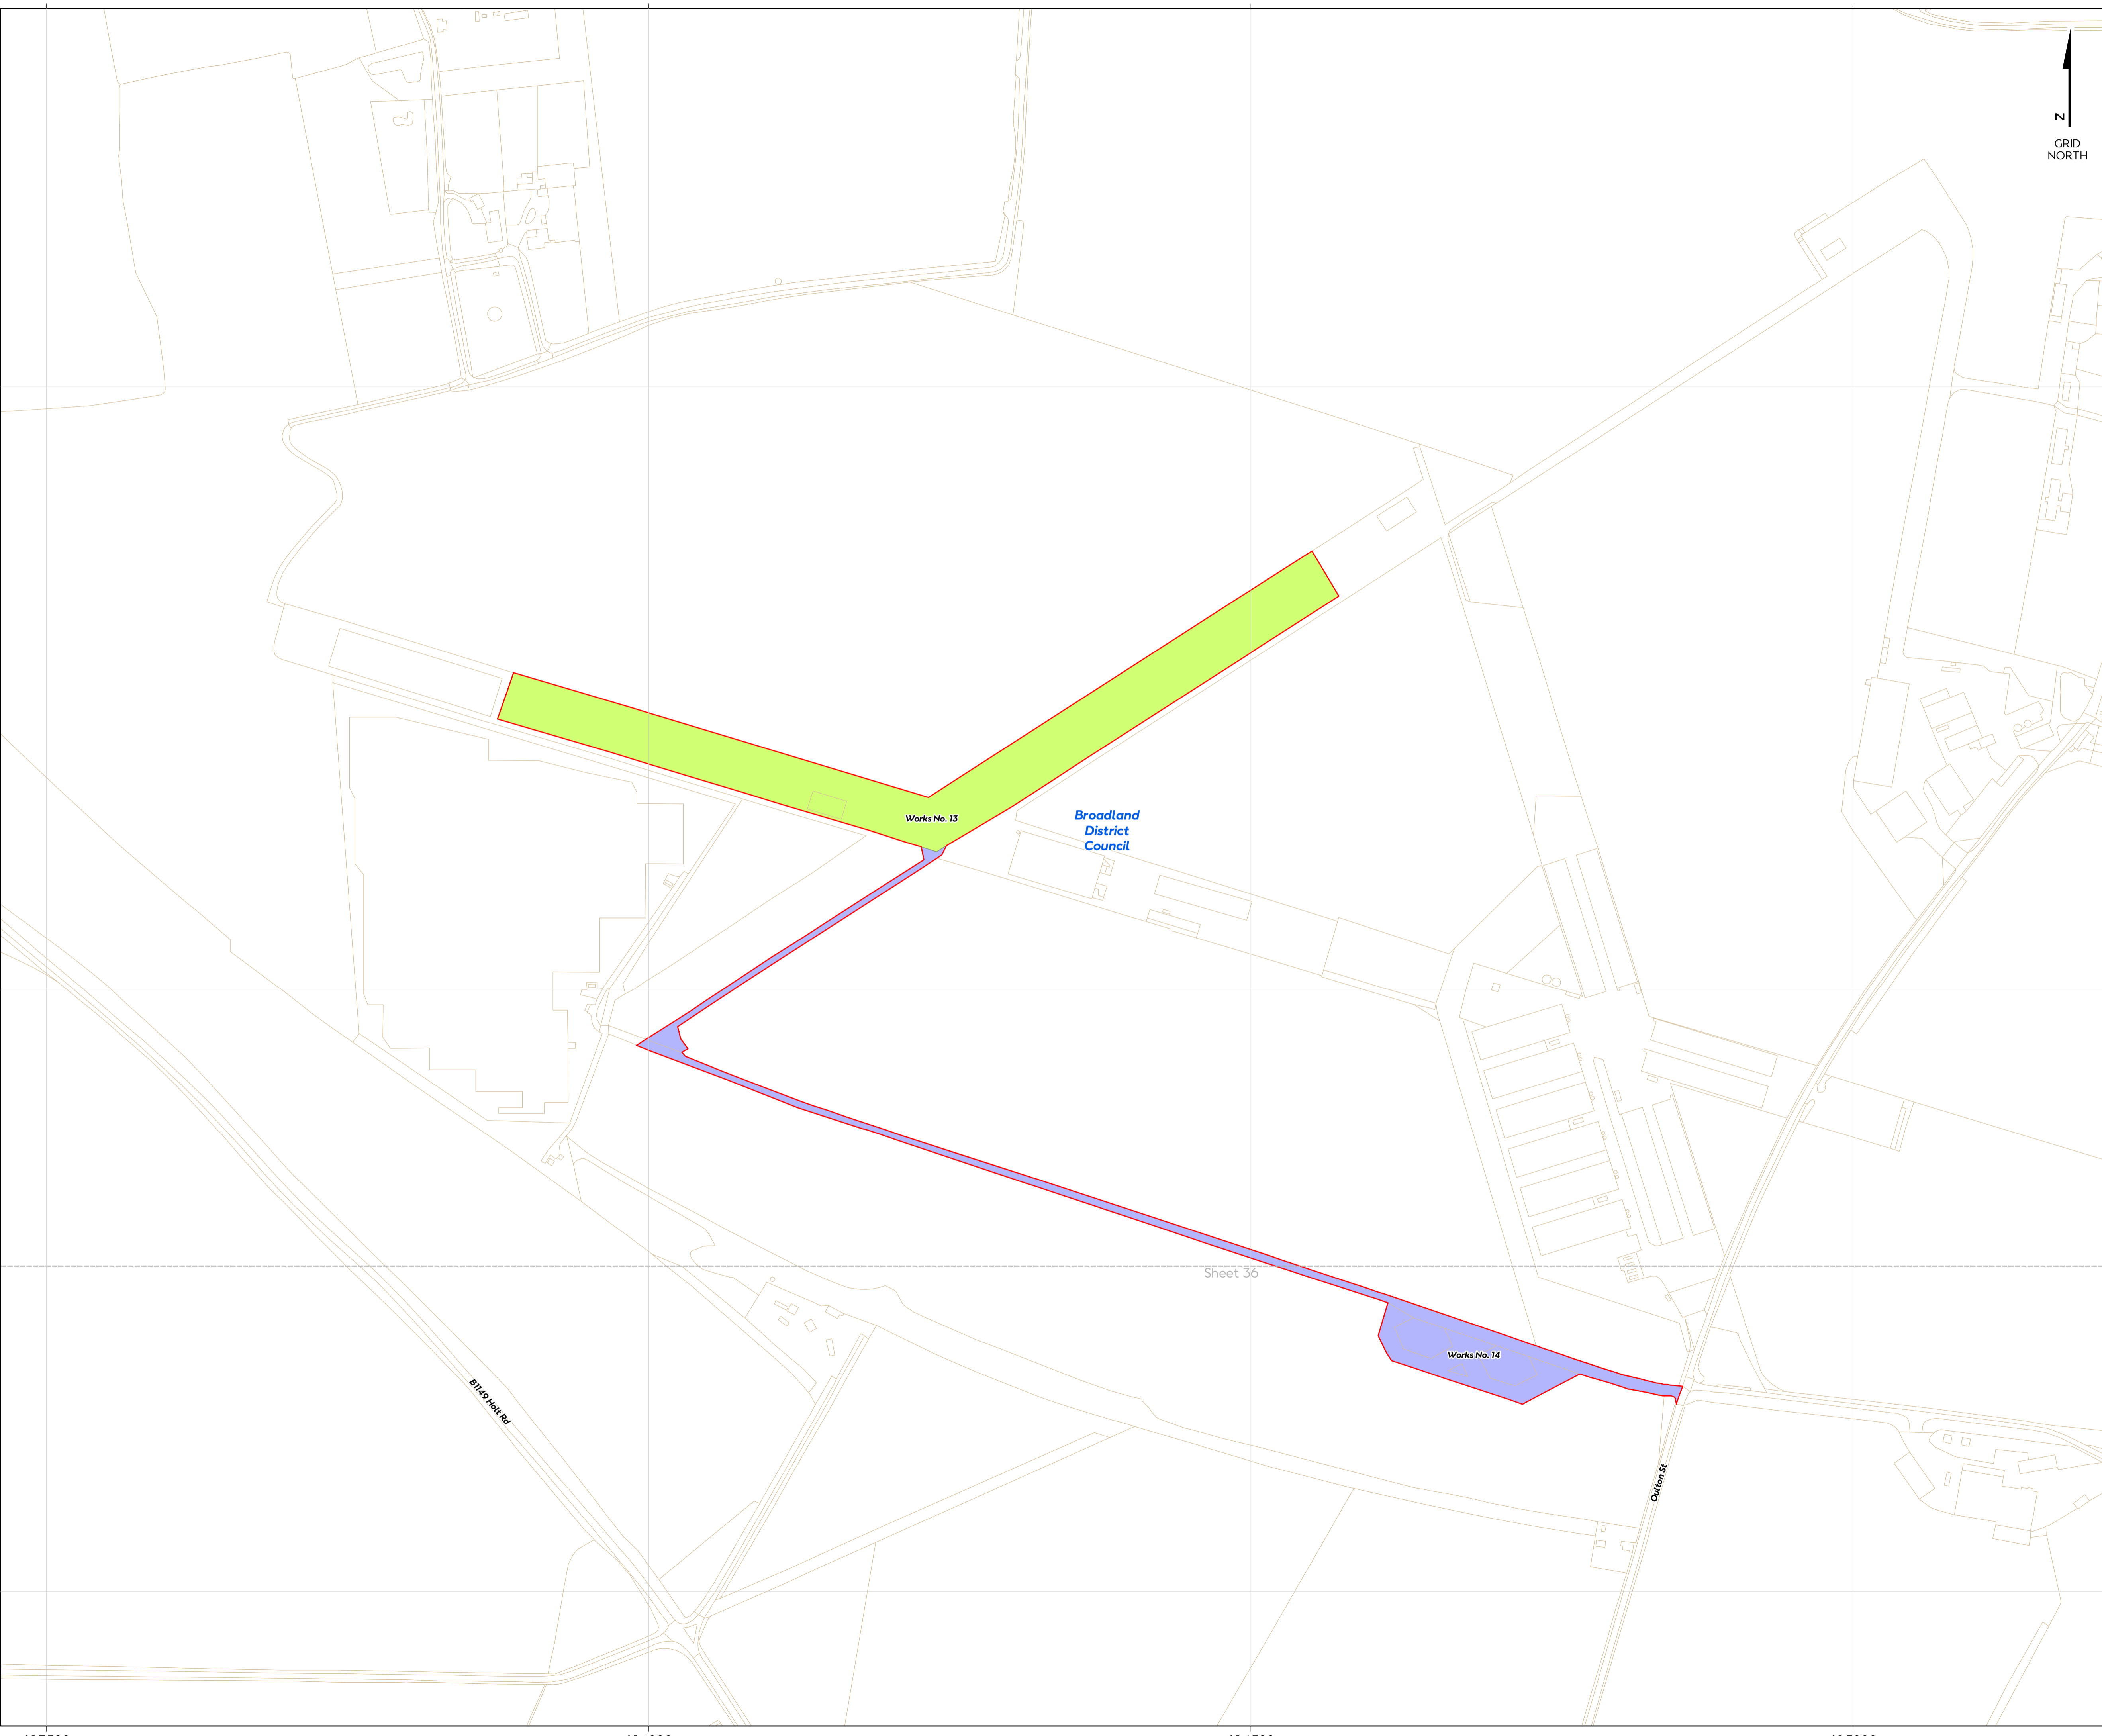 N
GRID
NORTH
Works No. 13
Broadland
District
Council
Sheet 36
Works No. 14
B1149 Holt Rd
Oulton St